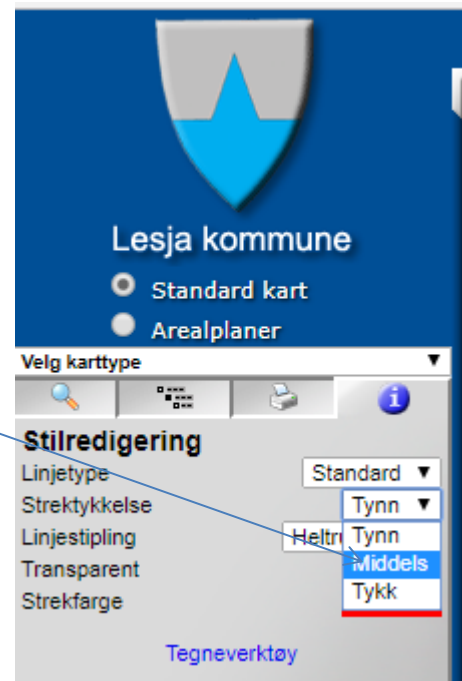 Lesja kommune
Standard kart
Arealplaner
Velg karttype
Stilredigering
Linjetype Standard
Strektykkelse Tynn
Linjestipling Heltr Tynn
Transparent Middels
Strekfarge Tykk
Tegneverktøy